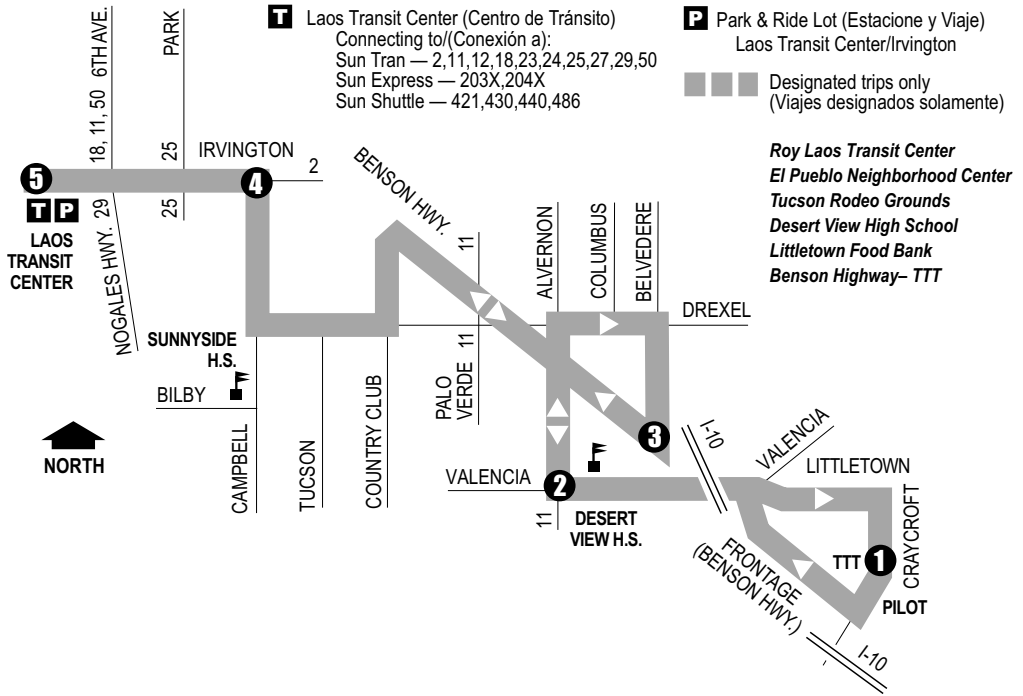 T Laos Transit Center (Centro de Tránsito)
Connecting to/(Conexión a):
Sun Tran — 2,11,12,18,23,24,25,27,29,50
Sun Express — 203X,204X
Sun Shuttle — 421,430,440,486
P Park & Ride Lot (Estacione y Viaje)
Laos Transit Center/Irvington
Designated trips only
(Viajes designados solamente)
Roy Laos Transit Center
El Pueblo Neighborhood Center
Tucson Rodeo Grounds
Desert View High School
Littletown Food Bank
Benson Highway– TTT
18, 11, 50 6TH AVE.
PARK
25
IRVINGTON
2
5
4
T P
LAOS
TRANSIT
CENTER
NOGALES HWY. 29
25
BENSON HWY.
11
ALVERNON
COLUMBUS
BELVEDERE
DREXEL
SUNNYSIDE
H.S.
BILBY
11
PALO
VERDE
CAMPBELL
TUCSON
COUNTRY CLUB
NORTH
3
VALENCIA
2
11
DESERT
VIEW H.S.
I-10
VALENCIA
LITTLETOWN
CRAYCROFT
TTT 1
PILOT
FRONTAGE
(BENSON HWY.)
I-10